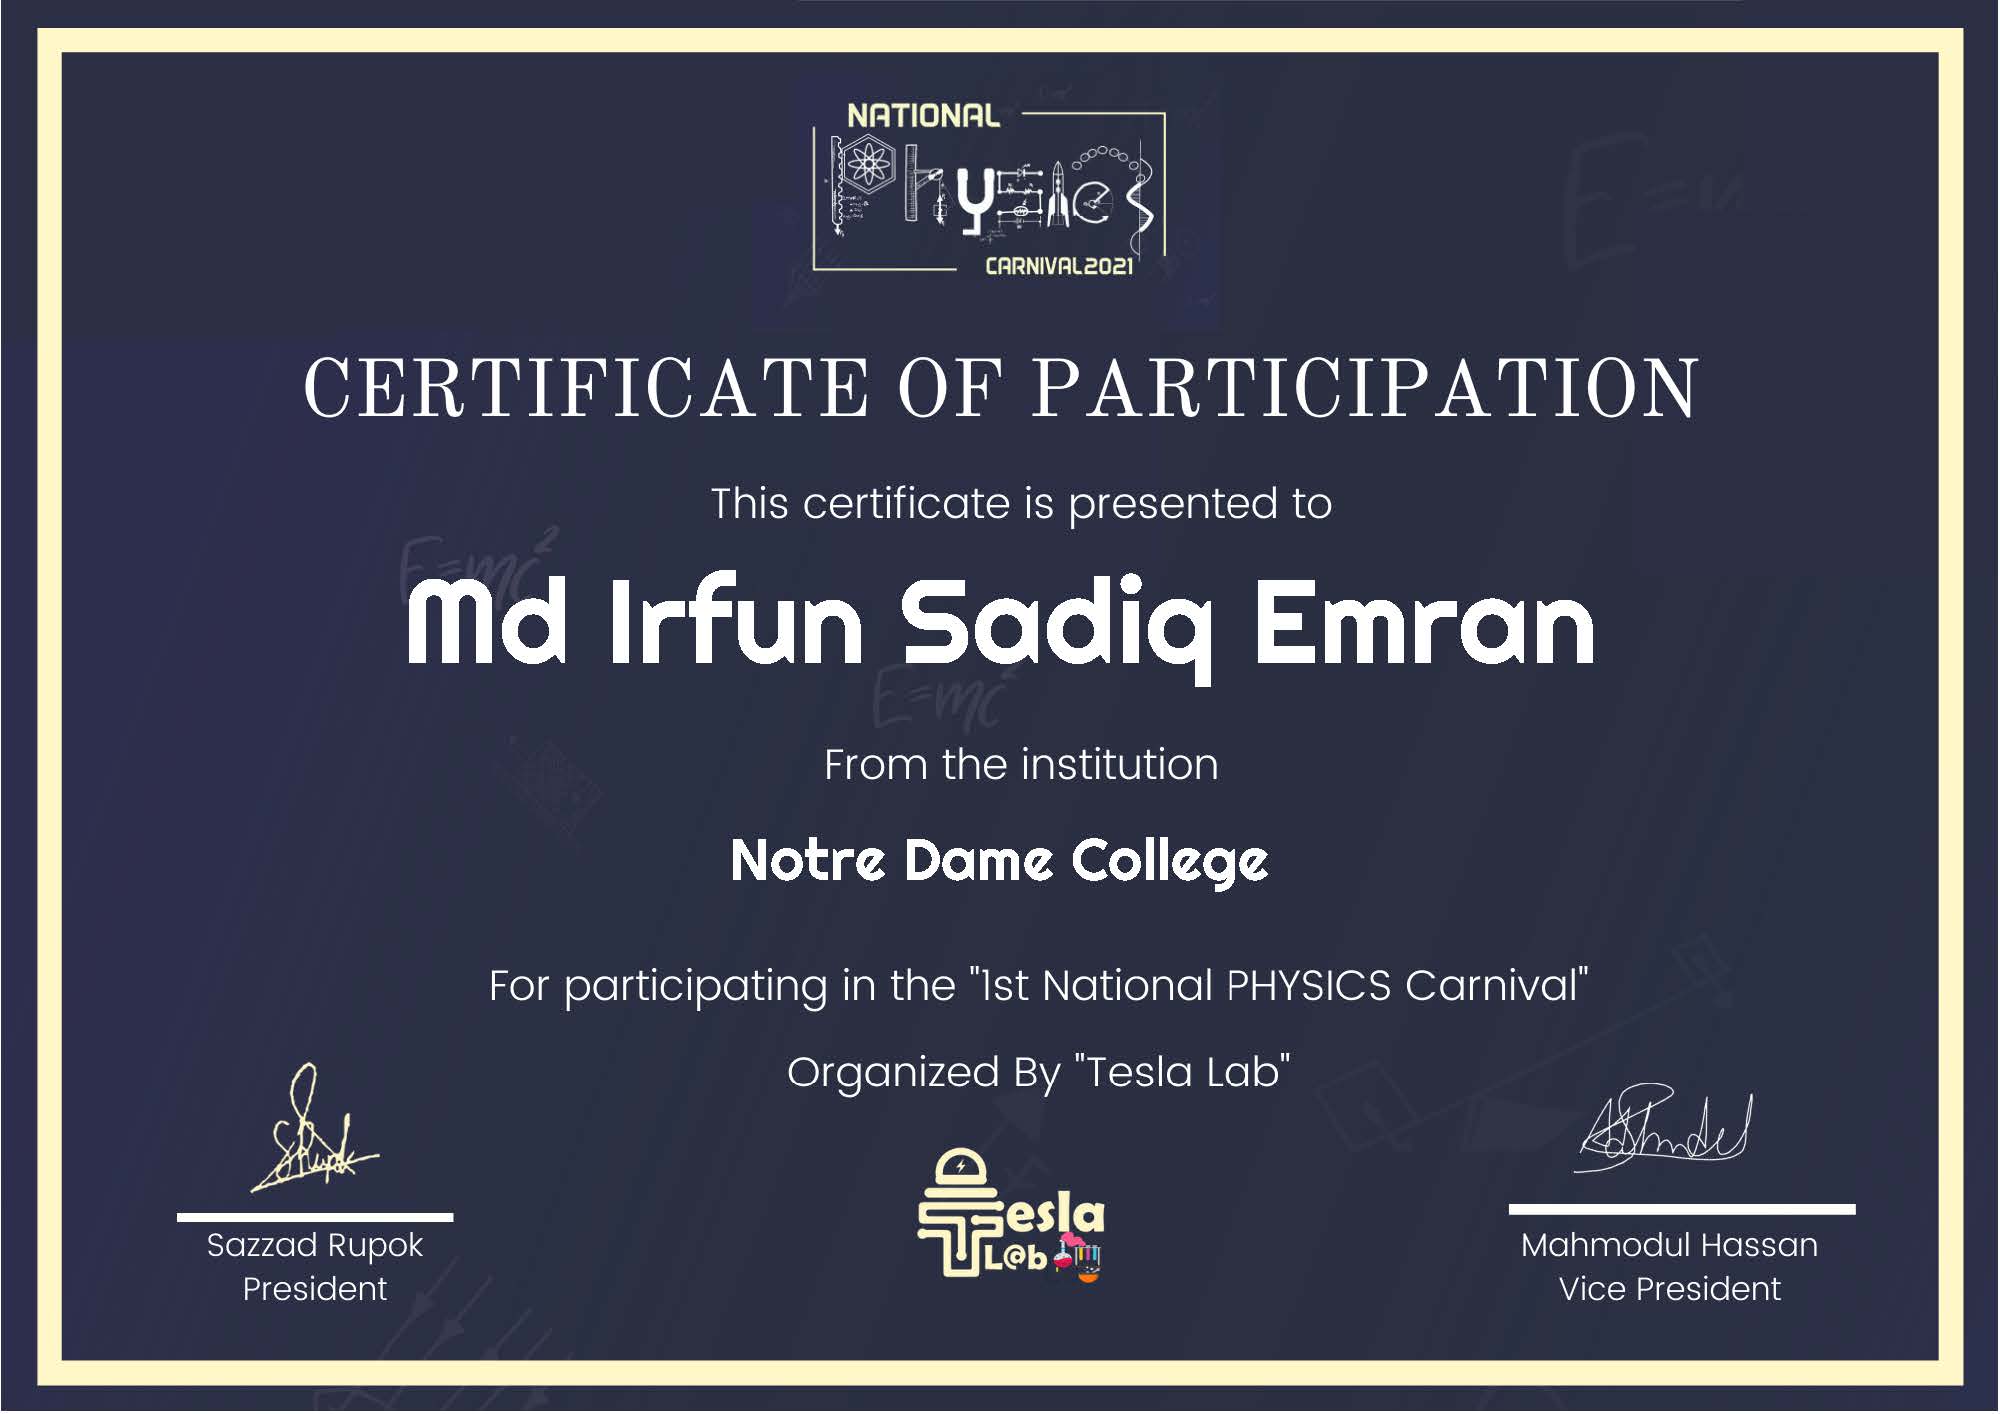 NATIONAL
Physics
CARNIVAL2021
CERTIFICATE OF PARTICIPATION
This certificate is presented to
E=mc²
Md Irfun Sadiq Emran
E=mc²
From the institution
Notre Dame College
For participating in the "1st National PHYSICS Carnival"
Organized By "Tesla Lab"
Tesla
L@b
Sazzad Rupok
President
Mahmodul Hassan
Vice President